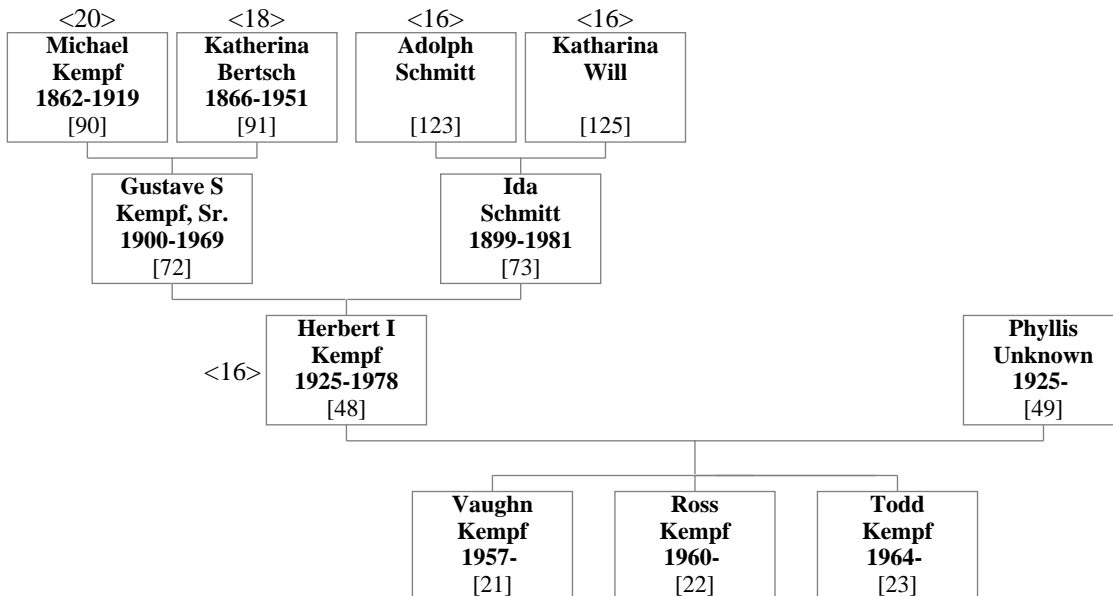 <20>
<18>
<16>
<16>
Michael
Kempf
1862-1919
[90]
Katherina
Bertsch
1866-1951
[91]
Adolph
Schmitt
[123]
Katharina
Will
[125]
Gustave S
Kempf, Sr.
1900-1969
[72]
Ida
Schmitt
1899-1981
[73]
<16>
Herbert I
Kempf
1925-1978
[48]
Phyllis
Unknown
1925-
[49]
Vaughn
Kempf
1957-
[21]
Ross
Kempf
1960-
[22]
Todd
Kempf
1964-
[23]